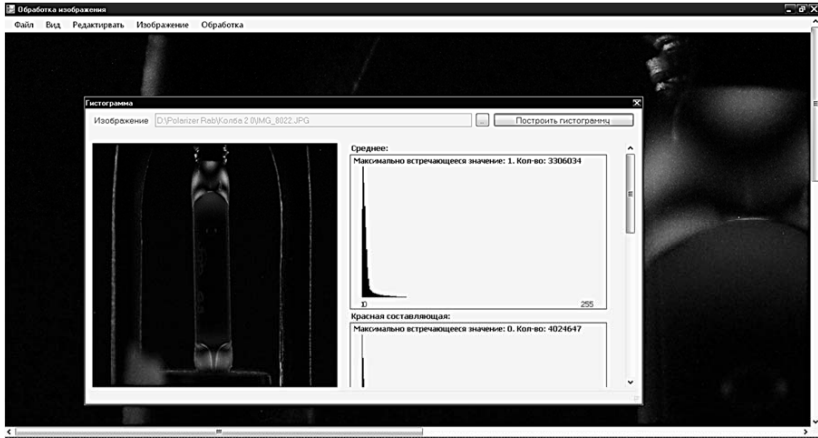 Обработка изображения
Файл Вид Редактирвать Изображение Обработка
Гистограмма
Изображение D:\Polarizer Rab\Колба 2.0\IMG_8022.JPG ... Построить гистограмму
Среднее:
Максимально встречающееся значение: 1. Кол-во: 3306034
10 255
Красная составляющая:
Максимально встречающееся значение: 0. Кол-во: 4024647